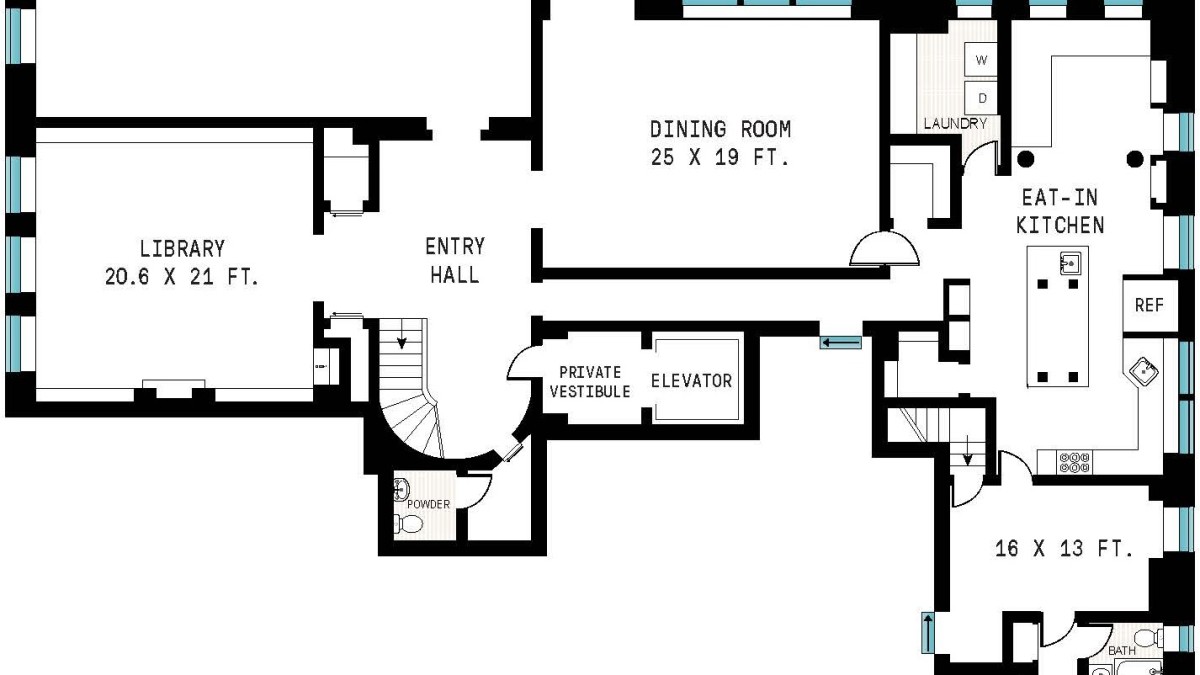 W
D
LAUNDRY
DINING ROOM
25 X 19 FT.
EAT-IN
KITCHEN
LIBRARY
20.6 X 21 FT.
ENTRY
HALL
REF
PRIVATE
VESTIBULE
ELEVATOR
POWDER
16 X 13 FT.
BATH